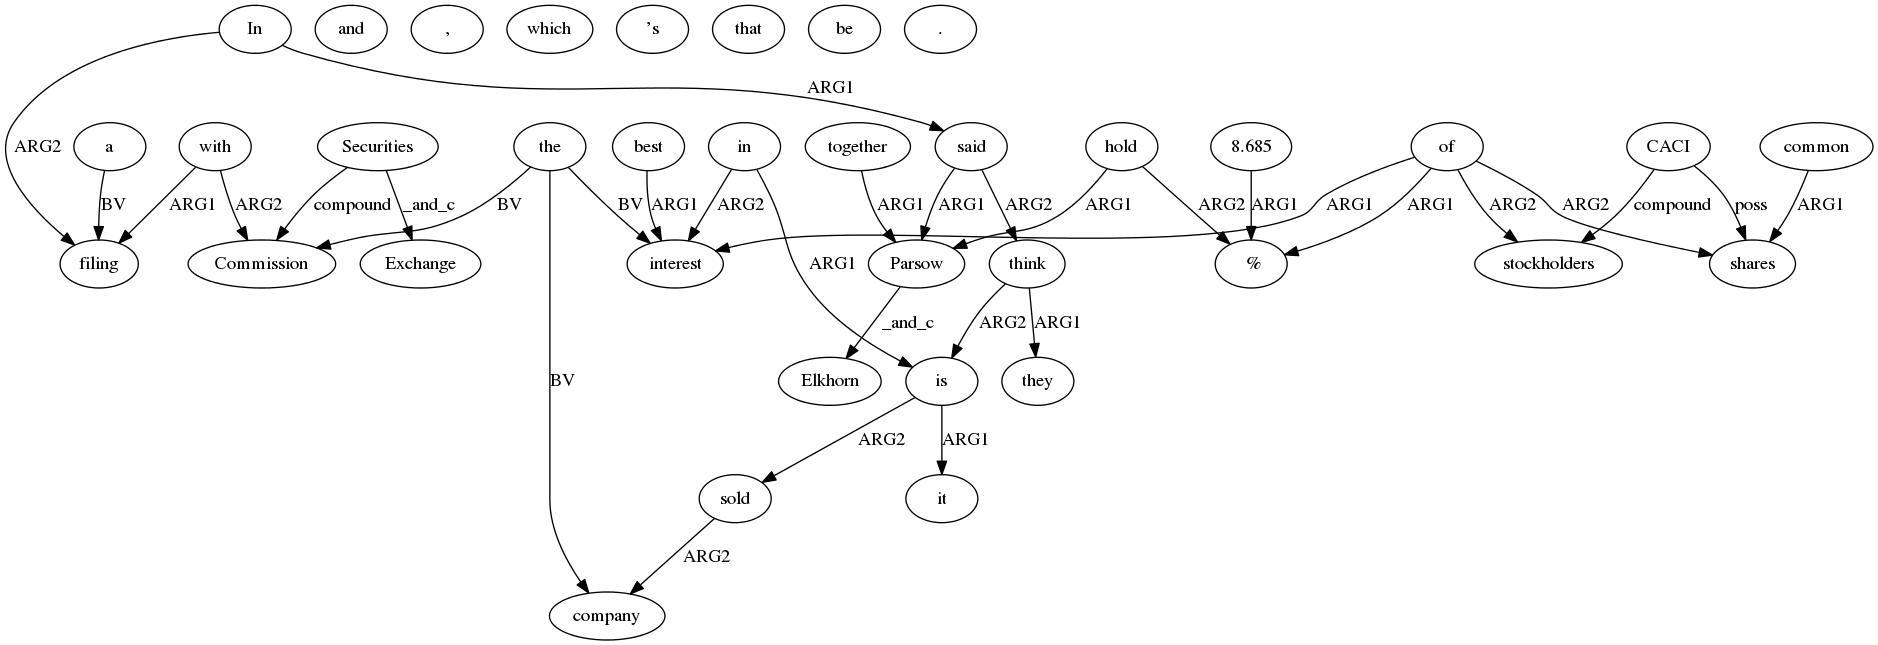 In and , which ’s that be .
ARG1
ARG2 a with Securities the best in together said hold 8.685 of CACI common
BV ARG1 ARG2 compound _and_c BV BV ARG1 ARG2 ARG1 ARG1 ARG2 ARG1 ARG2 ARG1 ARG1 ARG1 ARG2 ARG2 compound poss ARG1
filing Commission Exchange interest ARG1 Parsow think % stockholders shares
_and_c ARG2 ARG1
BV Elkhorn is they
ARG2 ARG1
sold it
ARG2
company